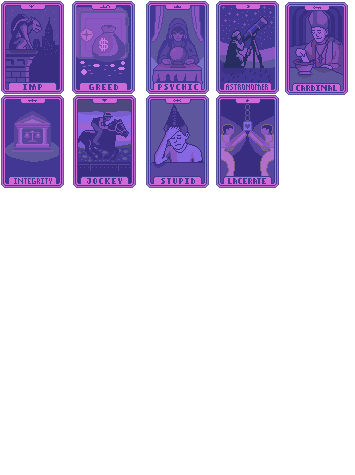 IMP
GREED
PSYCHIC
ASTRONOMER
CARDINAL
INTEGRITY
JOCKEY
STUPID
LACERATE